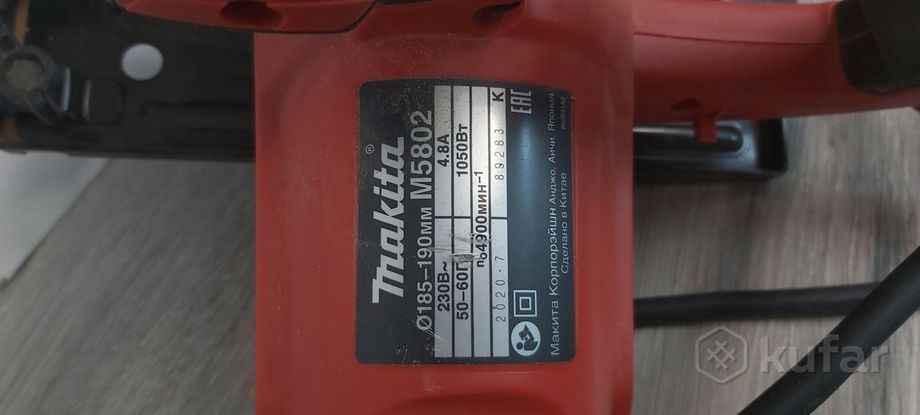 makita®
Ø185-190мм M5802
230В~ 4.8А
50-60Гц 1050Вт
n₀4900мин⁻¹
2020.7 89283 K
EAC
Макита Корпорэйшн Анджо, Аичи, Япония
Сделано в Китае
kufar